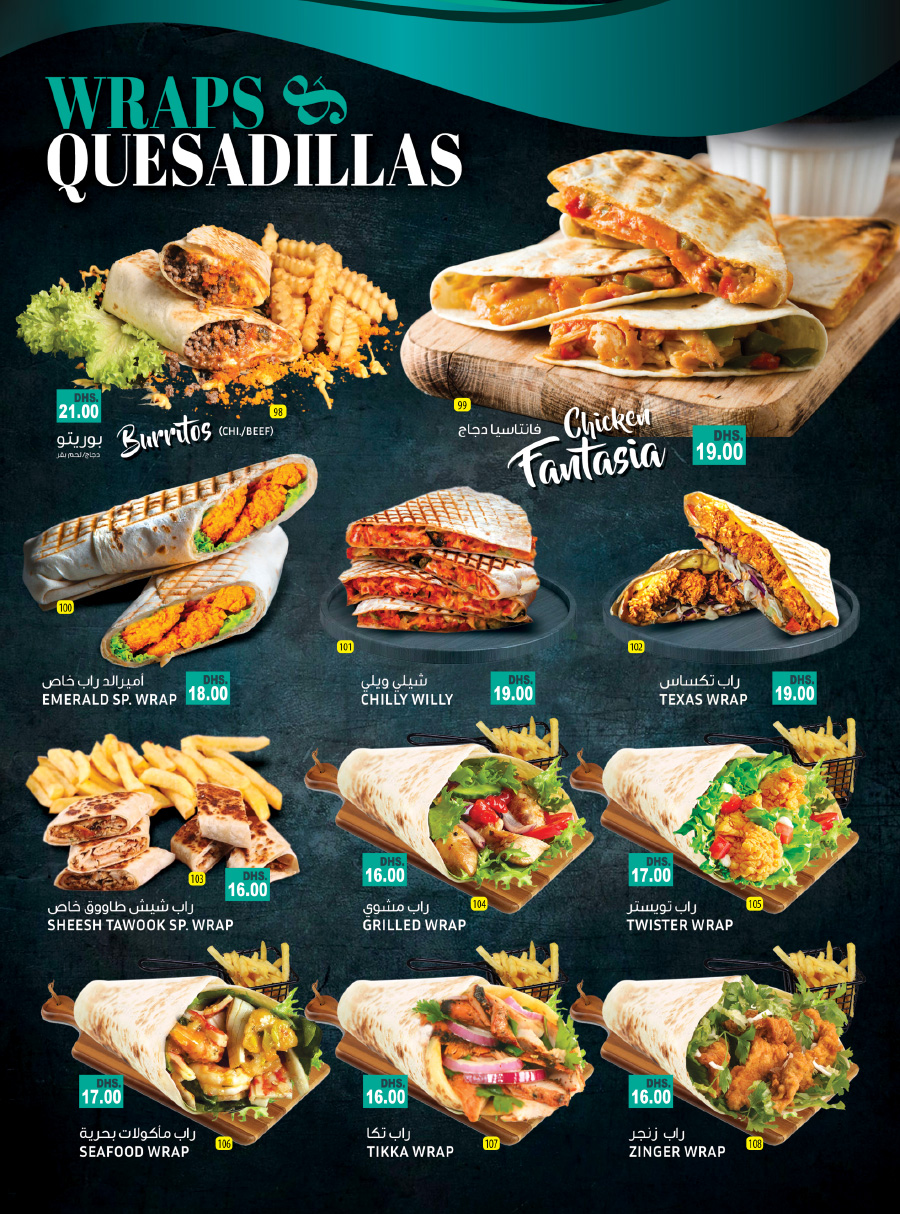 WRAPS &
QUESADILLAS
DHS.
21.00
98
بوريتو
Burritos (CHI./BEEF)
دجاج/لحم بقر
99
فانتاسيا دجاج
Chicken
Fantasia
DHS.
19.00
100
أميرالد راب خاص
EMERALD SP. WRAP
DHS.
18.00
101
شيلي ويلي
CHILLY WILLY
DHS.
19.00
102
راب تكساس
TEXAS WRAP
DHS.
19.00
103
DHS.
16.00
راب شيش طاووق خاص
SHEESH TAWOOK SP. WRAP
DHS.
16.00
104
راب مشوي
GRILLED WRAP
DHS.
17.00
105
راب تويستر
TWISTER WRAP
DHS.
17.00
106
راب مأكولات بحرية
SEAFOOD WRAP
DHS.
16.00
107
راب تكا
TIKKA WRAP
DHS.
16.00
108
راب زنجر
ZINGER WRAP